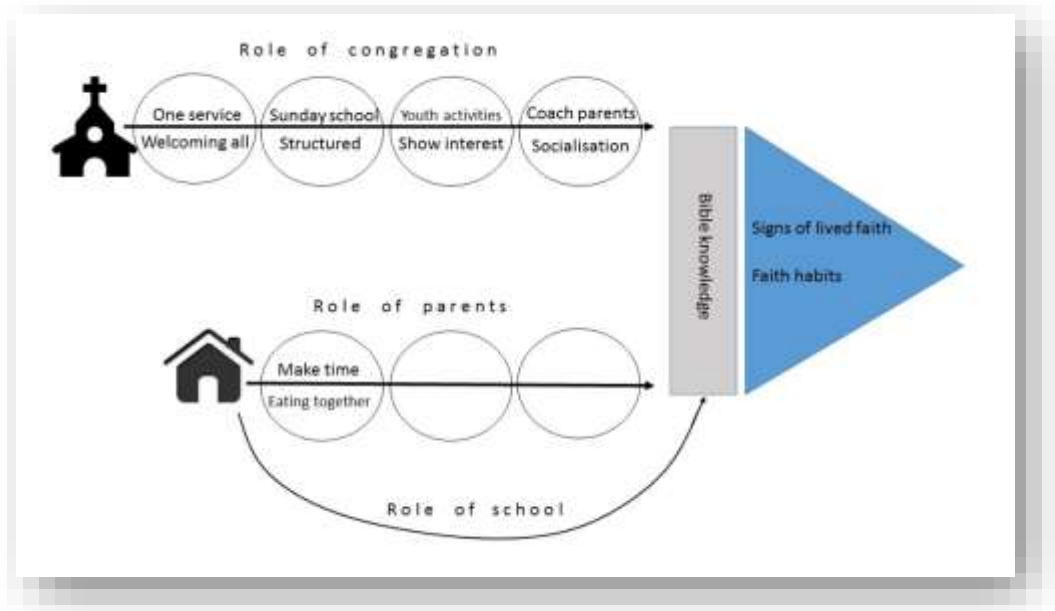 Role of congregation
One service
Welcoming all
Sunday school
Structured
Youth activities
Show interest
Coach parents
Socialisation
Bible knowledge
Signs of lived faith
Faith habits
Role of parents
Make time
Eating together
Role of school